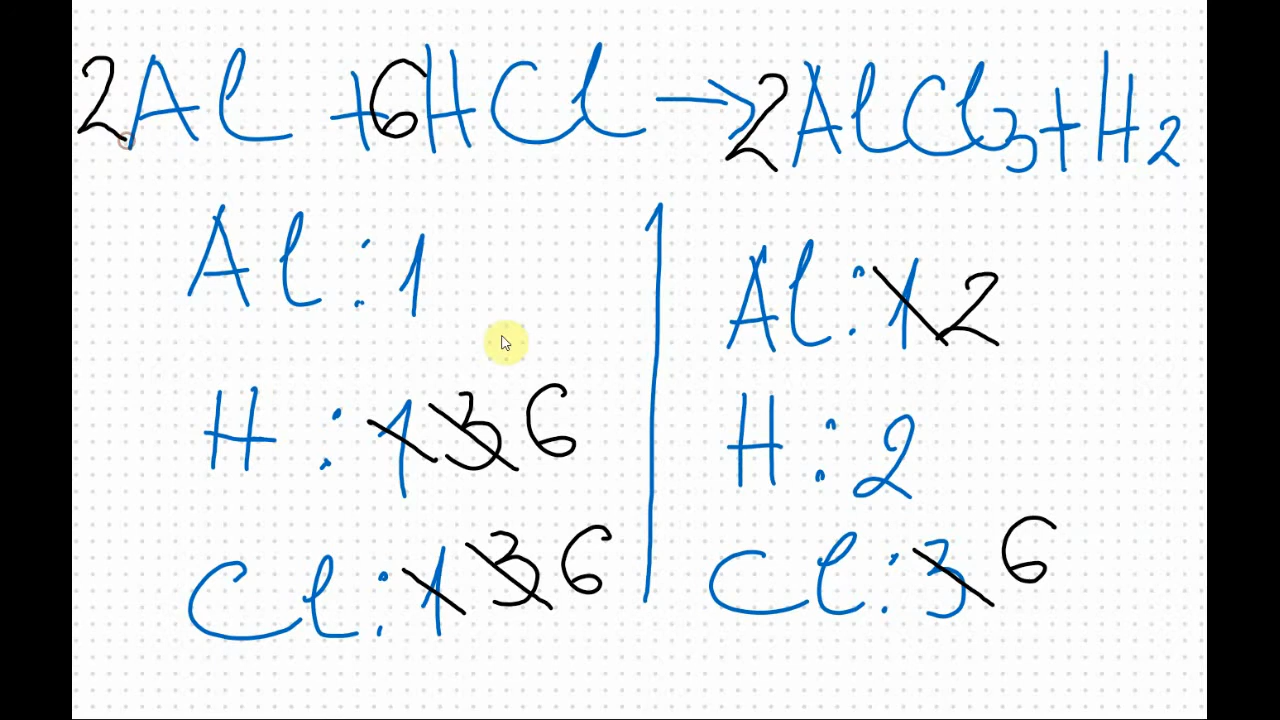 2Al + 6HCl → 2AlCl3 + H2
Al : 1
H : 1 3 6
Cl : 1 3 6
Al : 1 2
H : 2
Cl : 3 6